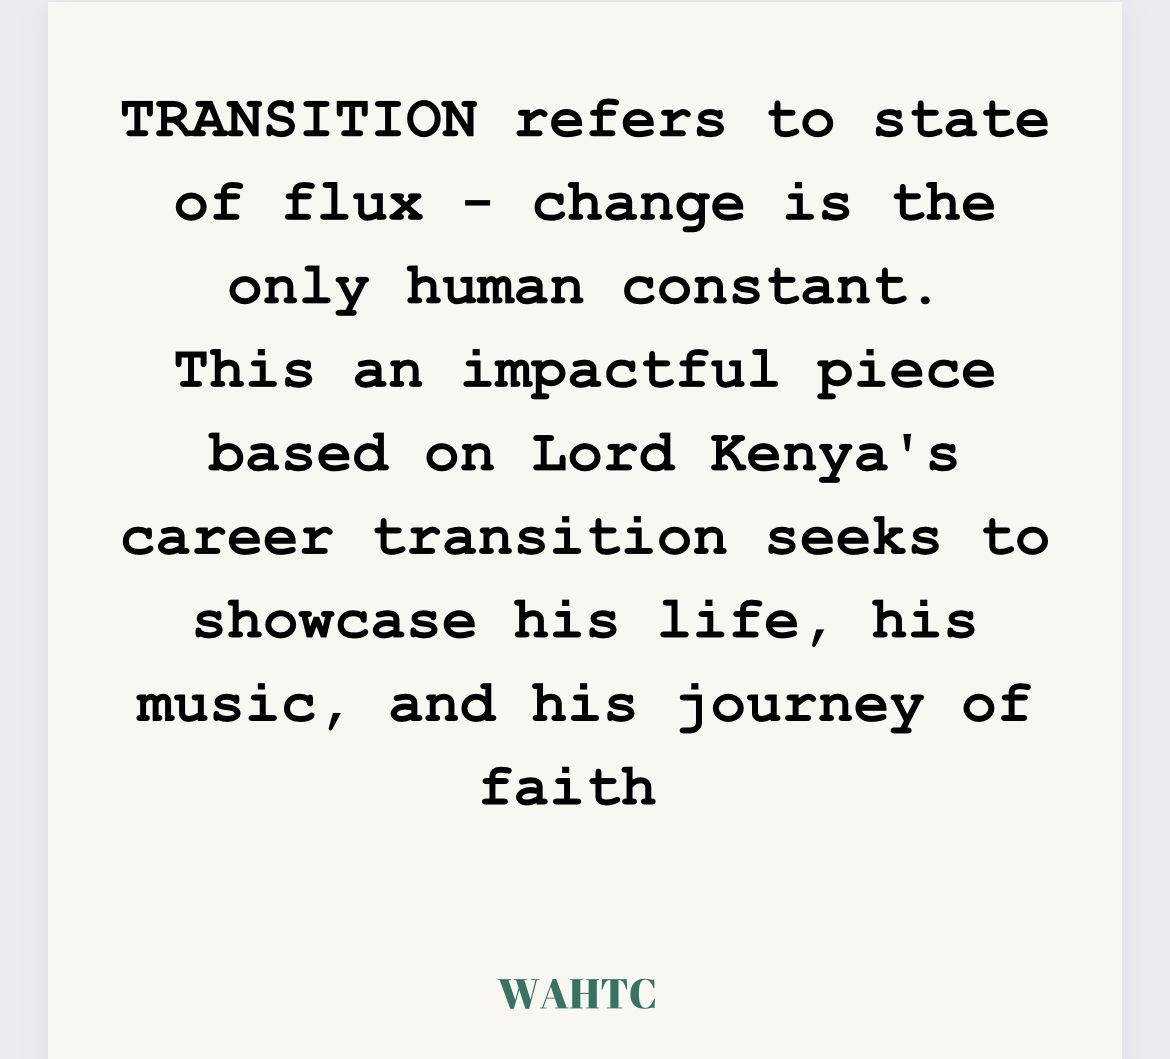 TRANSITION refers to state
of flux - change is the
only human constant.
This an impactful piece
based on Lord Kenya's
career transition seeks to
showcase his life, his
music, and his journey of
faith
WAHTC